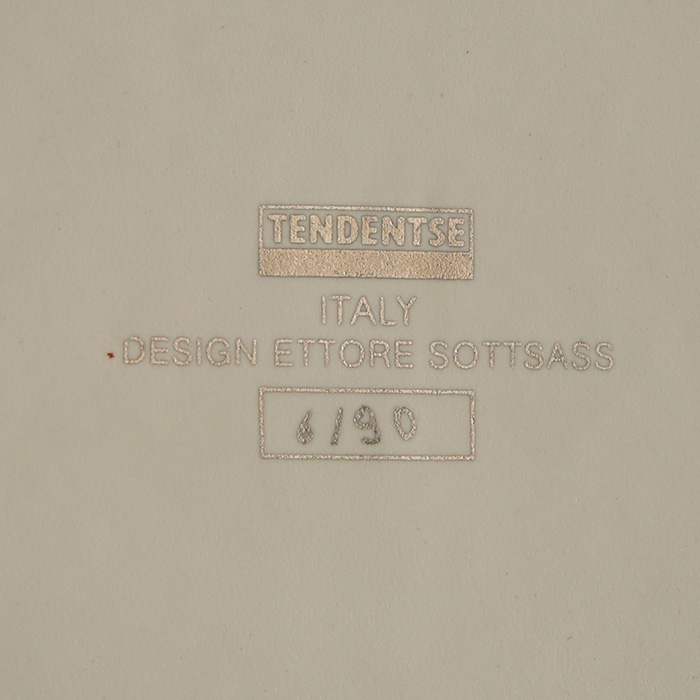 TENDENTSE
ITALY
DESIGN ETTORE SOTTSASS
6/90